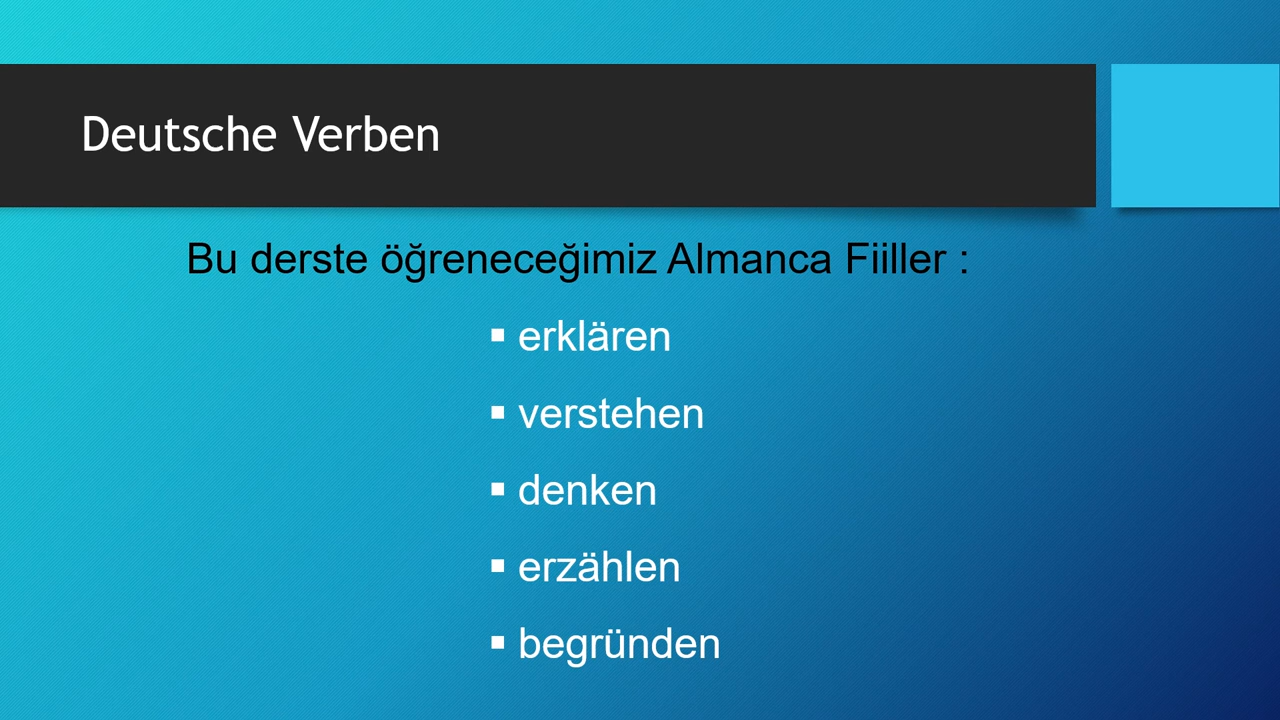 Deutsche Verben
Bu derste öğreneceğimiz Almanca Fiiller :
▪ erklären
▪ verstehen
▪ denken
▪ erzählen
▪ begründen